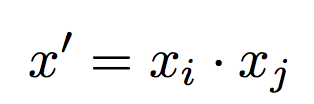 x′ = x_i · x_j